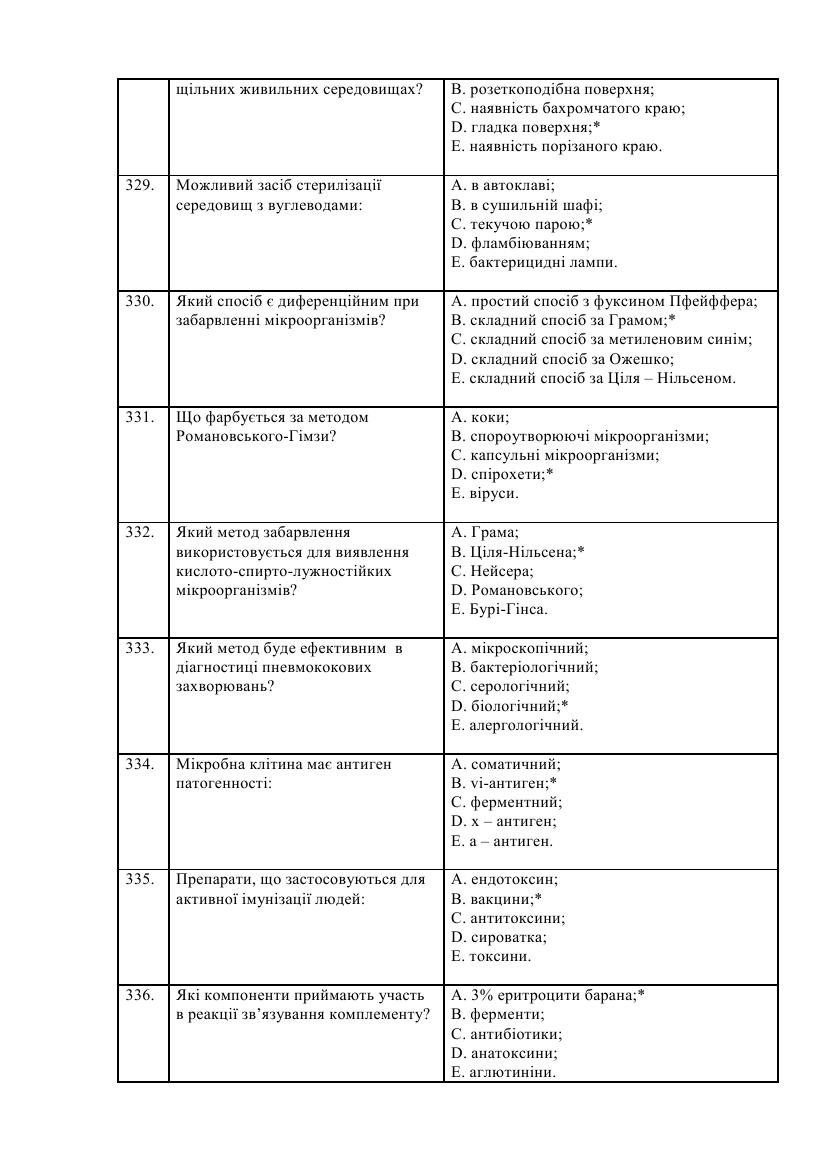 щільних живильних середовищах?
B. розеткоподібна поверхня;
C. наявність бахромчатого краю;
D. гладка поверхня;*
E. наявність порізаного краю.
329.
Можливий засіб стерилізації
середовищ з вуглеводами:
A. в автоклаві;
B. в сушильній шафі;
C. текучою парою;*
D. фламбіюванням;
E. бактерицидні лампи.
330.
Який спосіб є диференційним при
забарвленні мікроорганізмів?
A. простий спосіб з фуксином Пфейффера;
B. складний спосіб за Грамом;*
C. складний спосіб за метиленовим синім;
D. складний спосіб за Ожешко;
E. складний спосіб за Ціля – Нільсеном.
331.
Що фарбується за методом
Романовського-Гімзи?
A. коки;
B. спороутворюючі мікроорганізми;
C. капсульні мікроорганізми;
D. спірохети;*
E. віруси.
332.
Який метод забарвлення
використовується для виявлення
кислото-спирто-лужностійких
мікроорганізмів?
A. Грама;
B. Ціля-Нільсена;*
C. Нейсера;
D. Романовського;
E. Бурі-Гінса.
333.
Який метод буде ефективним  в
діагностиці пневмококових
захворювань?
A. мікроскопічний;
B. бактеріологічний;
C. серологічний;
D. біологічний;*
E. алергологічний.
334.
Мікробна клітина має антиген
патогенності:
A. соматичний;
B. vi-антиген;*
C. ферментний;
D. х – антиген;
E. а – антиген.
335.
Препарати, що застосовуються для
активної імунізації людей:
A. ендотоксин;
B. вакцини;*
C. антитоксини;
D. сироватка;
E. токсини.
336.
Які компоненти приймають участь
в реакції зв’язування комплементу?
A. 3% еритроцити барана;*
B. ферменти;
C. антибіотики;
D. анатоксини;
E. аглютиніни.